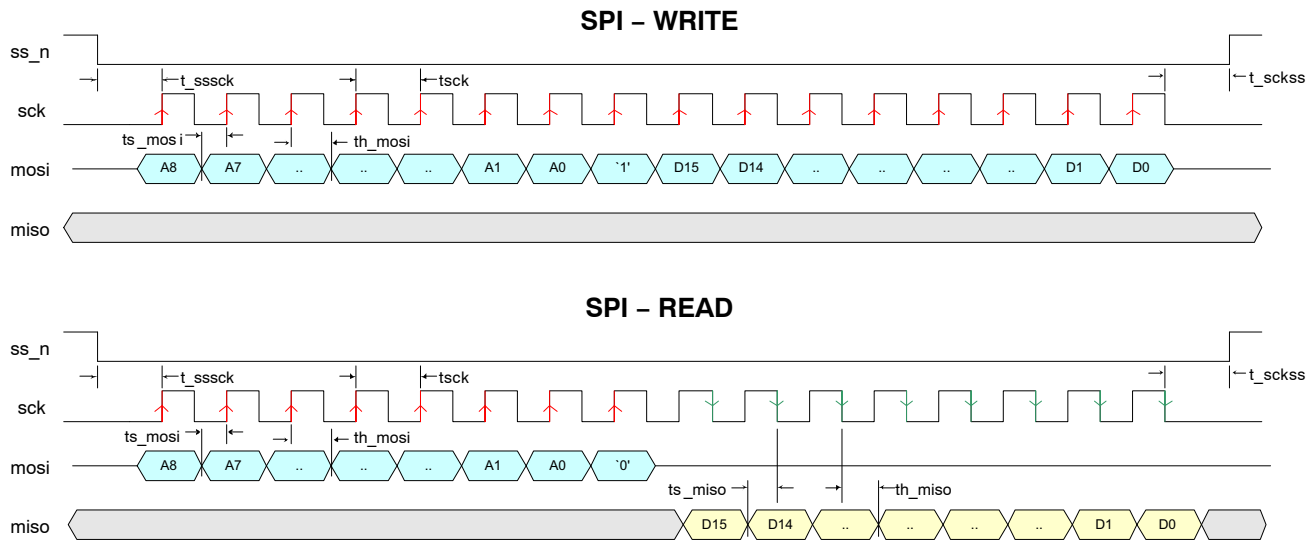 SPI – WRITE
ss_n
t_sssck tsck t_sckss
sck
ts_mosi th_mosi
mosi A8 A7 .. .. .. A1 A0 `1' D15 D14 .. .. .. .. D1 D0
miso
SPI – READ
ss_n
t_sssck tsck t_sckss
sck
ts_mosi th_mosi
mosi A8 A7 .. .. .. A1 A0 `0'
ts_miso th_miso
miso D15 D14 .. .. .. .. D1 D0